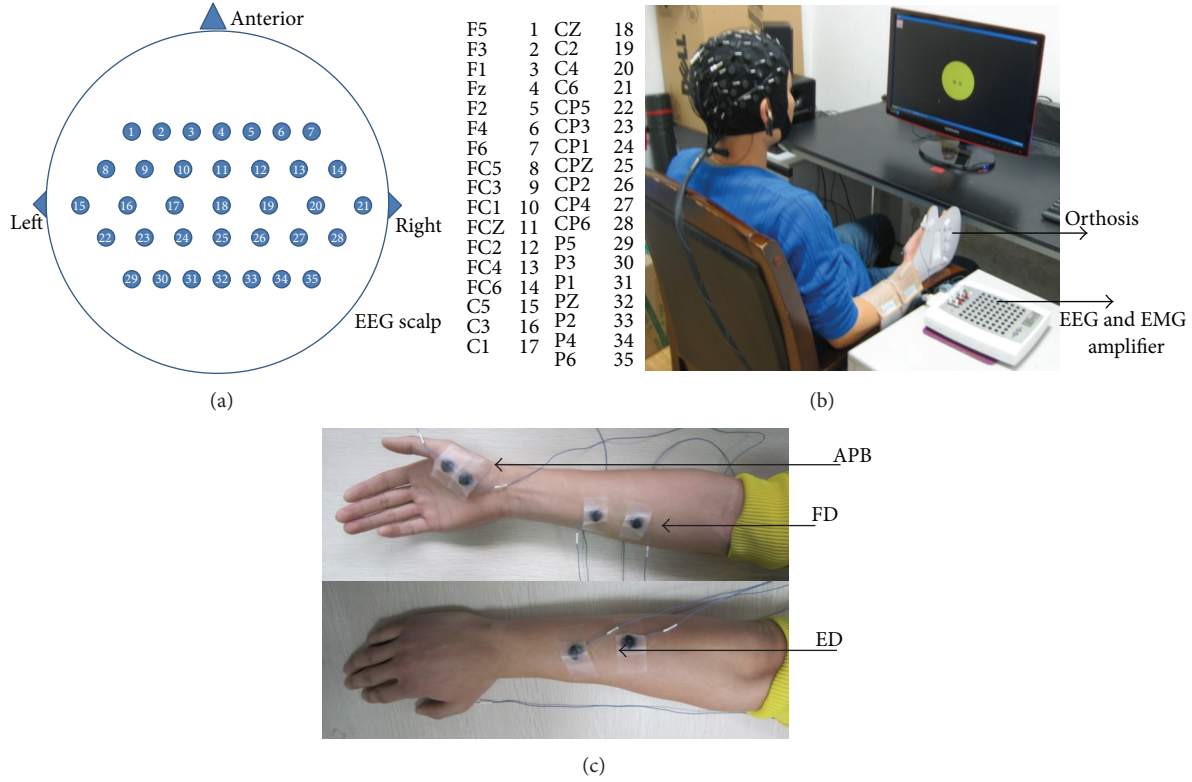 Anterior
1 2 3 4 5 6 7
8 9 10 11 12 13 14
15 16 17 18 19 20 21
22 23 24 25 26 27 28
29 30 31 32 33 34 35
Left
Right
EEG scalp
F5 1 CZ 18
F3 2 C2 19
F1 3 C4 20
Fz 4 C6 21
F2 5 CP5 22
F4 6 CP3 23
F6 7 CP1 24
FC5 8 CPZ 25
FC3 9 CP2 26
FC1 10 CP4 27
FCZ 11 CP6 28
FC2 12 P5 29
FC4 13 P3 30
FC6 14 P1 31
C5 15 PZ 32
C3 16 P2 33
C1 17 P4 34
P6 35
(a)
Orthosis
EEG and EMG
amplifier
(b)
APB
FD
ED
(c)